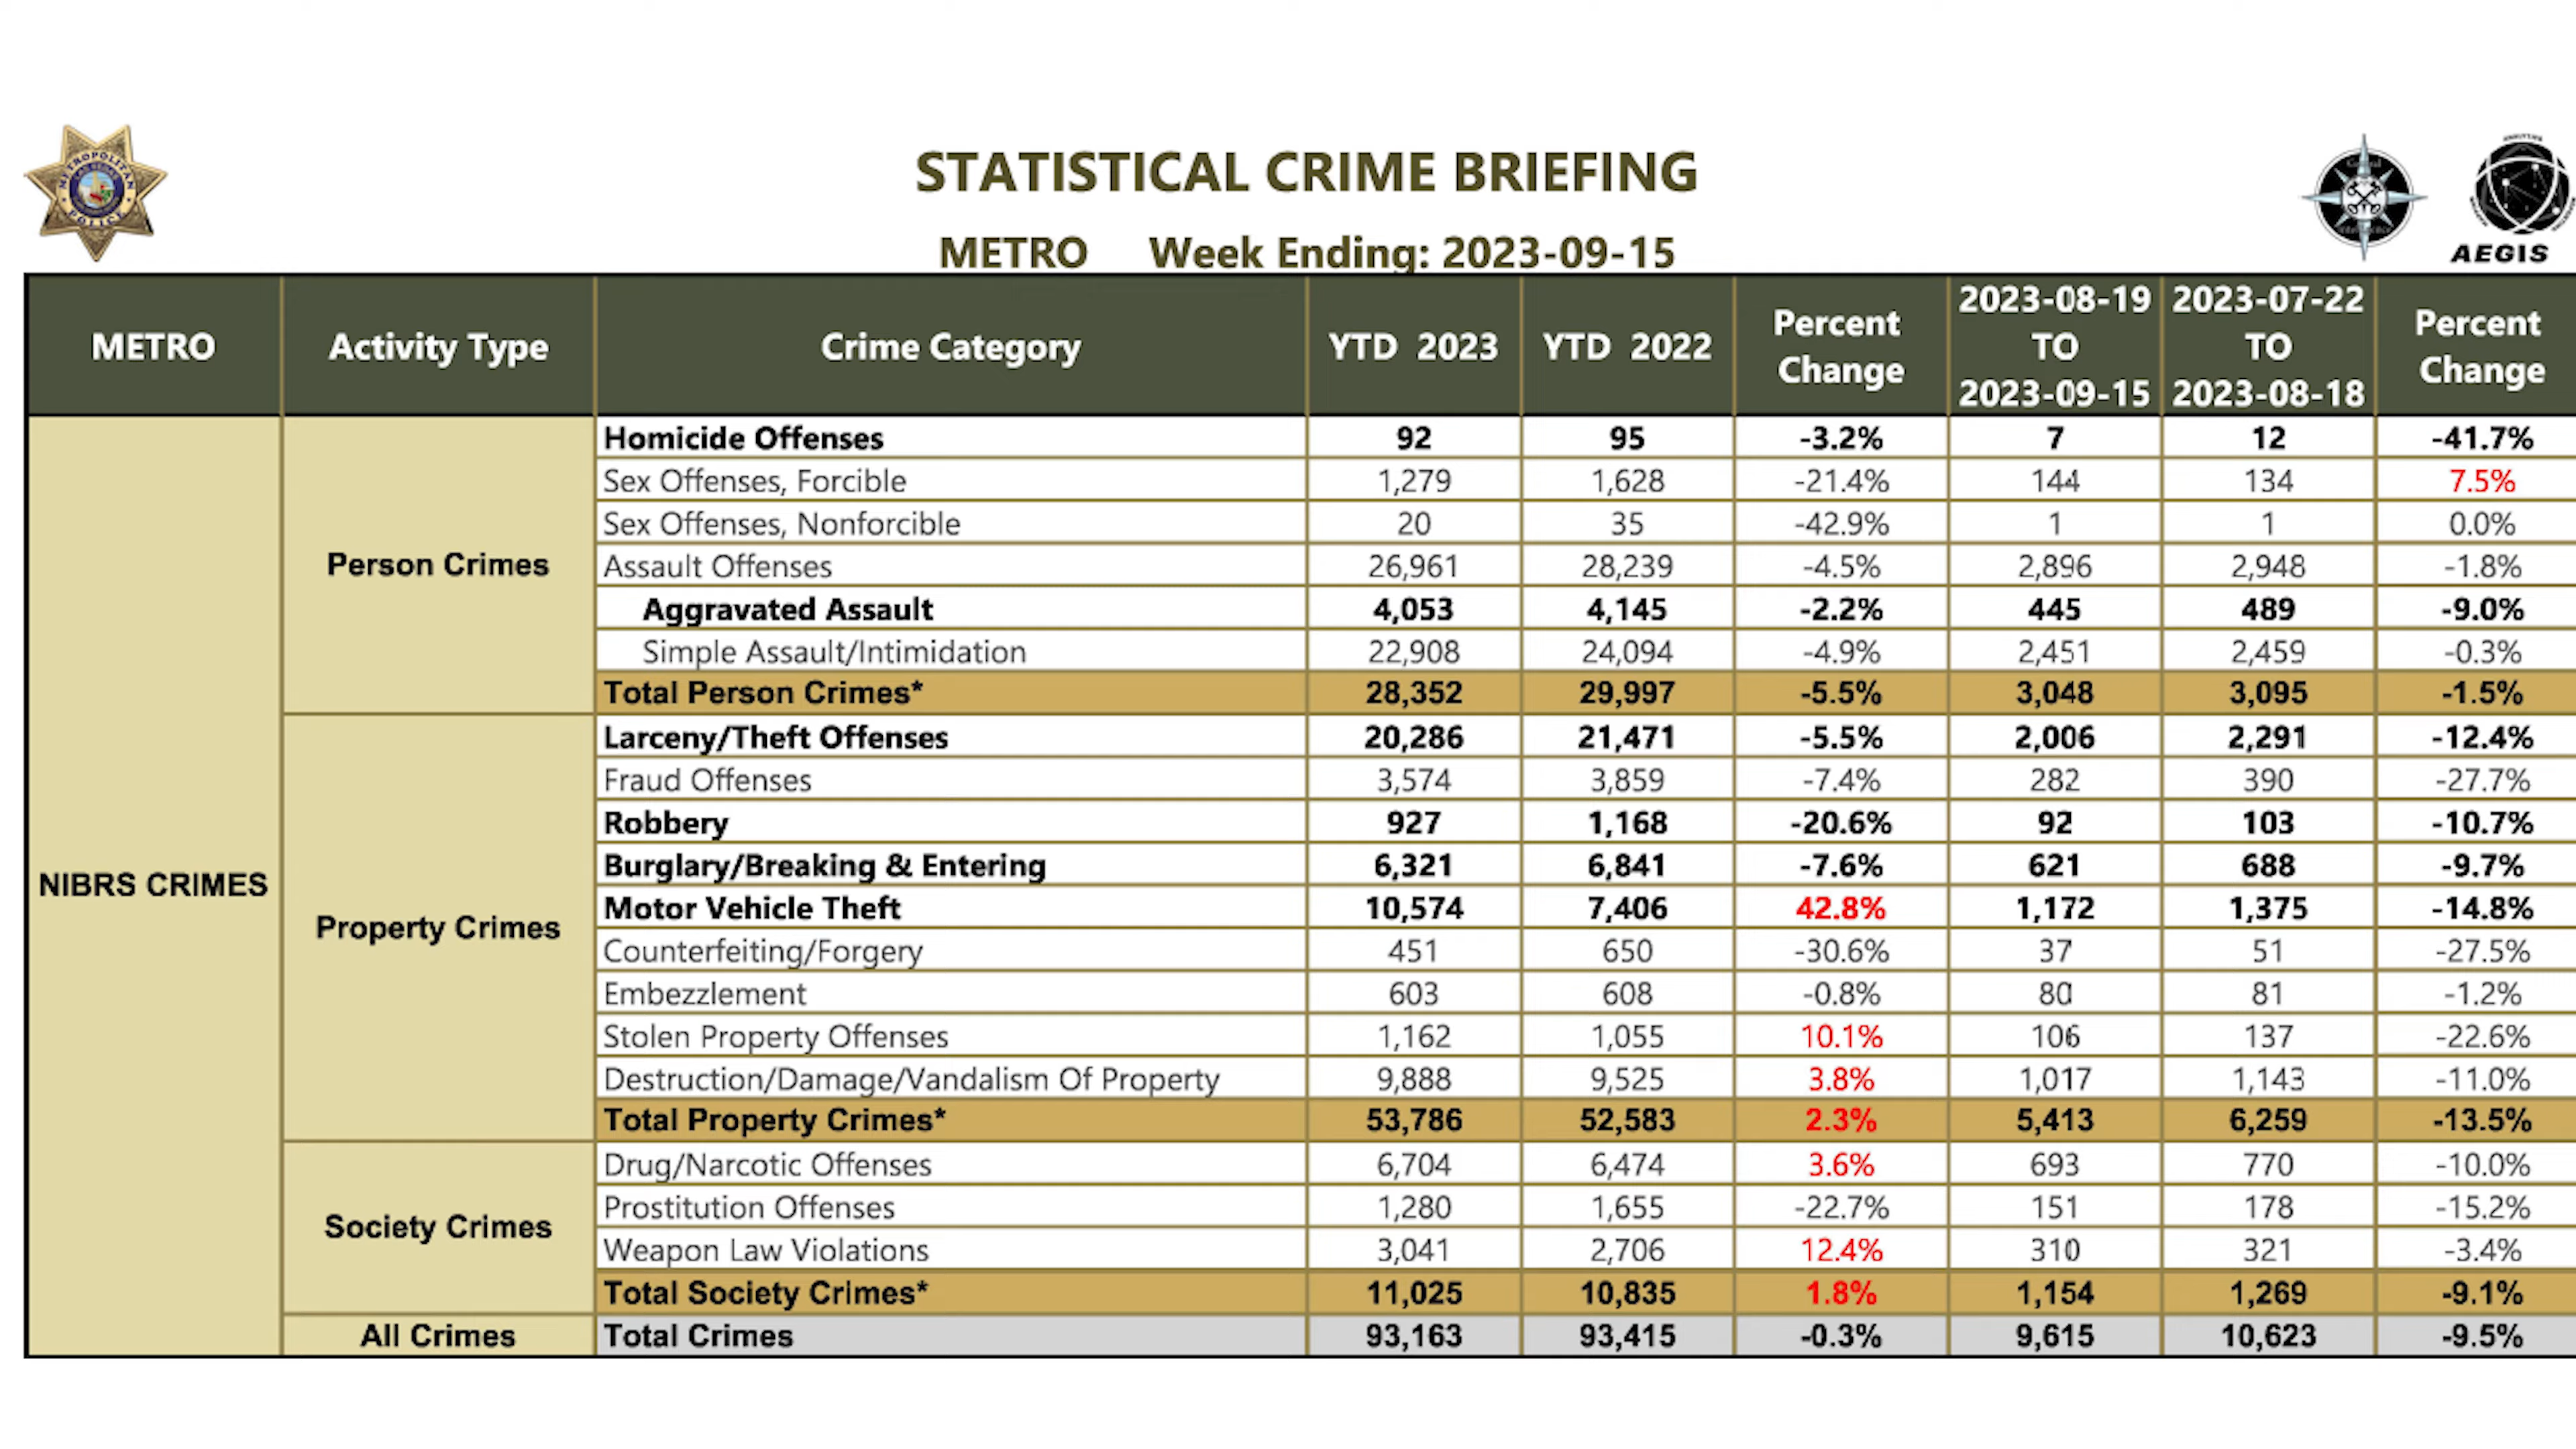 METROPOLITAN
POLICE
STATISTICAL CRIME BRIEFING
METRO Week Ending: 2023-09-15
AEGIS
METRO Activity Type Crime Category YTD 2023 YTD 2022 Percent Change 2023-08-19 TO 2023-09-15 2023-07-22 TO 2023-08-18 Percent Change
NIBRS CRIMES
Person Crimes
Homicide Offenses 92 95 -3.2% 7 12 -41.7%
Sex Offenses, Forcible 1,279 1,628 -21.4% 144 134 7.5%
Sex Offenses, Nonforcible 20 35 -42.9% 1 1 0.0%
Assault Offenses 26,961 28,239 -4.5% 2,896 2,948 -1.8%
Aggravated Assault 4,053 4,145 -2.2% 445 489 -9.0%
Simple Assault/Intimidation 22,908 24,094 -4.9% 2,451 2,459 -0.3%
Total Person Crimes* 28,352 29,997 -5.5% 3,048 3,095 -1.5%
Property Crimes
Larceny/Theft Offenses 20,286 21,471 -5.5% 2,006 2,291 -12.4%
Fraud Offenses 3,574 3,859 -7.4% 282 390 -27.7%
Robbery 927 1,168 -20.6% 92 103 -10.7%
Burglary/Breaking & Entering 6,321 6,841 -7.6% 621 688 -9.7%
Motor Vehicle Theft 10,574 7,406 42.8% 1,172 1,375 -14.8%
Counterfeiting/Forgery 451 650 -30.6% 37 51 -27.5%
Embezzlement 603 608 -0.8% 80 81 -1.2%
Stolen Property Offenses 1,162 1,055 10.1% 106 137 -22.6%
Destruction/Damage/Vandalism Of Property 9,888 9,525 3.8% 1,017 1,143 -11.0%
Total Property Crimes* 53,786 52,583 2.3% 5,413 6,259 -13.5%
Society Crimes
Drug/Narcotic Offenses 6,704 6,474 3.6% 693 770 -10.0%
Prostitution Offenses 1,280 1,655 -22.7% 151 178 -15.2%
Weapon Law Violations 3,041 2,706 12.4% 310 321 -3.4%
Total Society Crimes* 11,025 10,835 1.8% 1,154 1,269 -9.1%
All Crimes Total Crimes 93,163 93,415 -0.3% 9,615 10,623 -9.5%